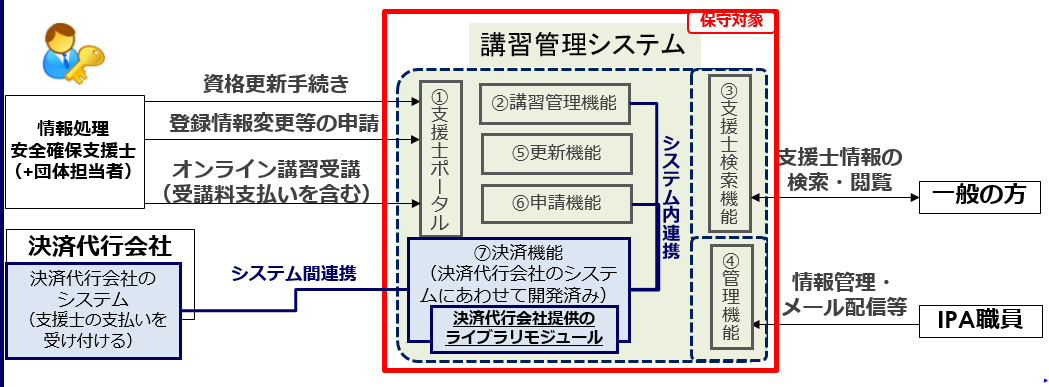 保守対象
講習管理システム
情報処理
安全確保支援士
（+団体担当者）
資格更新手続き
登録情報変更等の申請
オンライン講習受講
（受講料支払いを含む）
①支援士ポータル
②講習管理機能
⑤更新機能
⑥申請機能
システム内連携
③支援士検索機能
支援士情報の
検索・閲覧
一般の方
決済代行会社
決済代行会社の
システム
（支援士の支払いを
受け付ける）
システム間連携
⑦決済機能
（決済代行会社のシステ
ムにあわせて開発済み）
決済代行会社提供の
ライブラリモジュール
④管理機能
情報管理・
メール配信等
IPA職員